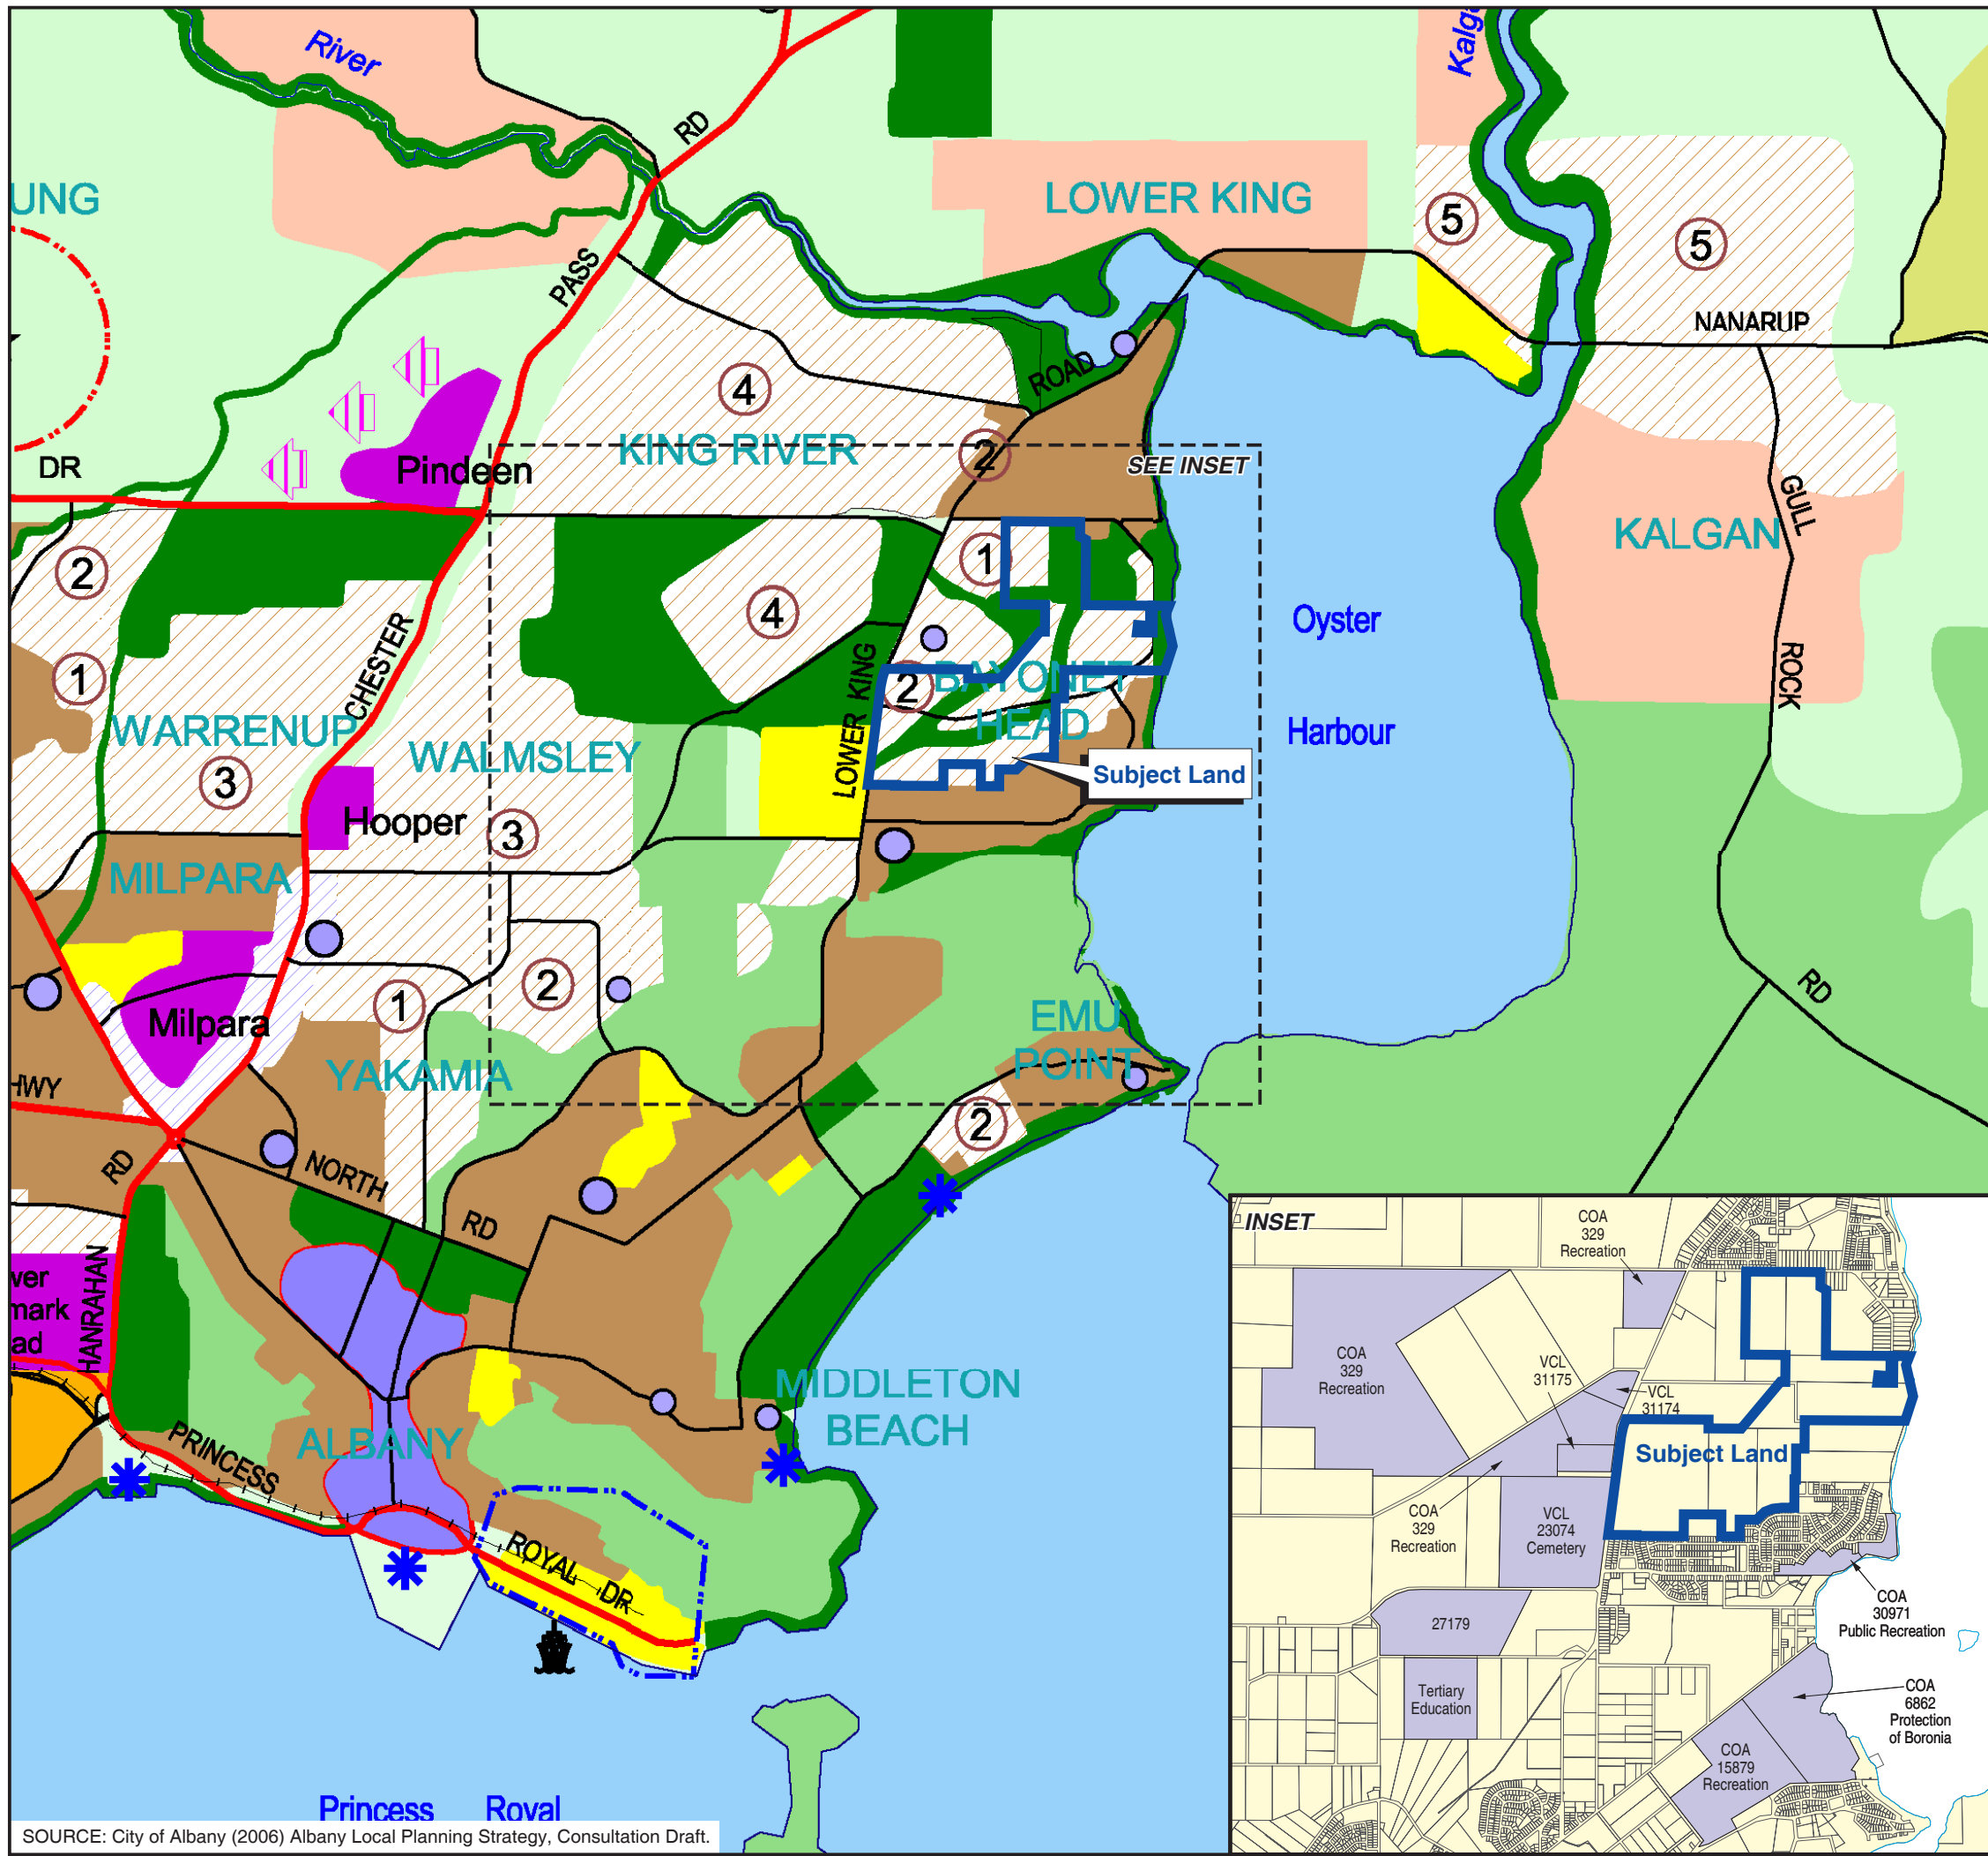 River
Kalg
RD
UNG
LOWER KING
5
5
PASS
NANARUP
ROAD
4
KING RIVER
2
SEE INSET
DR
Pindeen
GULL
KALGAN
2
1
4
Oyster
CHESTER
LOWER KING
1
2
BAYONET
HEAD
ROCK
WARRENUP
WALMSLEY
Harbour
3
Subject Land
Hooper
3
MILPARA
2
1
Milpara
EMU
POINT
RD
YAKAMIA
HWY
2
RD
NORTH
RD
HANRAHAN
wer
mark
ad
MIDDLETON
BEACH
PRINCESS
ALBANY
ROYAL DR
Princess Royal
SOURCE: City of Albany (2006) Albany Local Planning Strategy, Consultation Draft.
INSET
COA
329
Recreation
COA
329
Recreation
VCL
31175
VCL
31174
Subject Land
COA
329
Recreation
VCL
23074
Cemetery
COA
30971
Public Recreation
27179
Tertiary
Education
COA
6862
Protection
of Boronia
COA
15879
Recreation